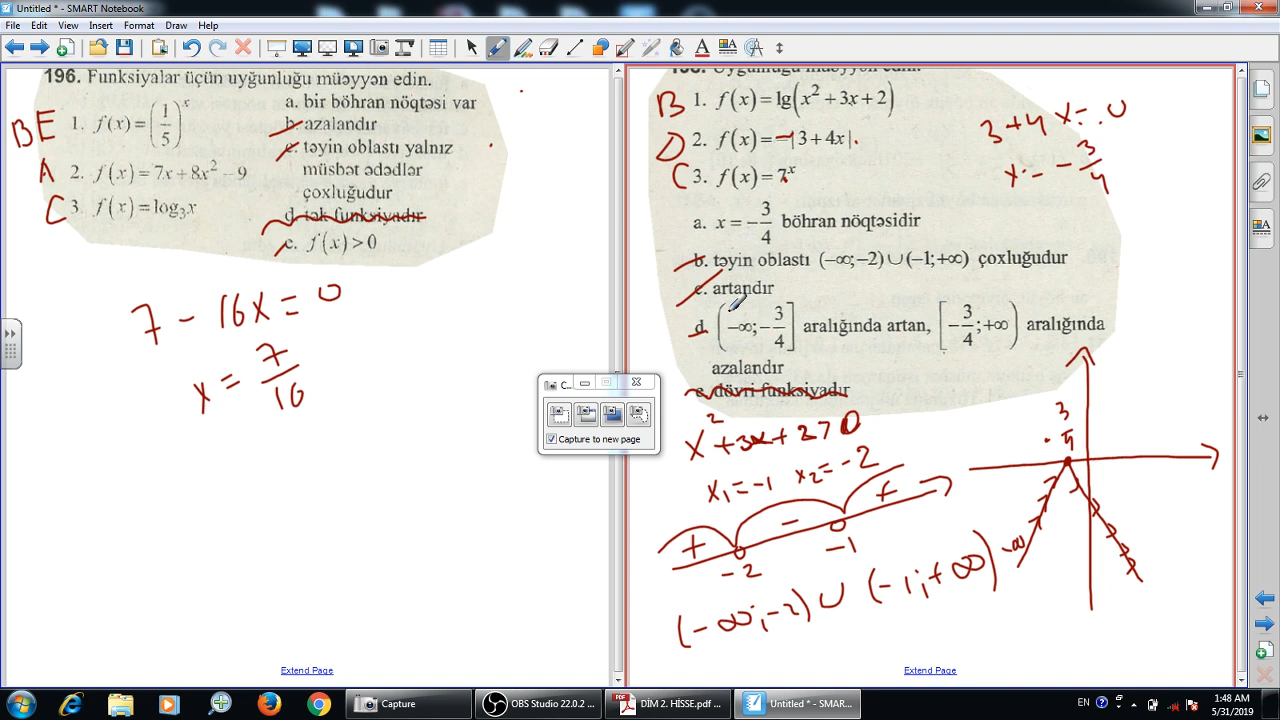 Untitled * - SMART Notebook
File Edit View Insert Format Tools Add-ons Help
196. Funksiyalar üçün uyğunluğu müəyyən edin.
1. f(x) = (1/5)^x
2. f(x) = 7x + 8x² - 9
3. f(x) = log₃x
B E
A
C
a. bir böhran nöqtəsi var
b. azalandır
c. təyin oblastı yalnız
müsbət ədədlər
çoxluğudur
d. tək funksiyadır
e. f(x) > 0
7 - 16x = 0
x = 7/16
Extend Page
B 1. f(x) = lg(x² + 3x + 2)
D 2. f(x) = -|3 + 4x|.
C 3. f(x) = 7^x
3 + 4x = 0
x = - 3/4
a. x = -3/4 böhran nöqtəsidir
b. təyin oblastı (-∞;-2)∪(-1;+∞) çoxluğudur
c. artandır
d. (-∞;-3/4] aralığında artan, [-3/4;+∞) aralığında
azalandır
e. dövri funksiyadır
x² + 3x + 2 > 0
x₁ = -1 x₂ = -2
+ - +
-2 -1
(-∞;-2) ∪ (-1;+∞)
3/4
-∞
Extend Page
C...
Capture to new page
Capture
OBS Studio 22.0.2 ...
DİM 2. HİSSE.pdf ...
Untitled * - SMAR...
EN
1:48 AM
5/31/2019